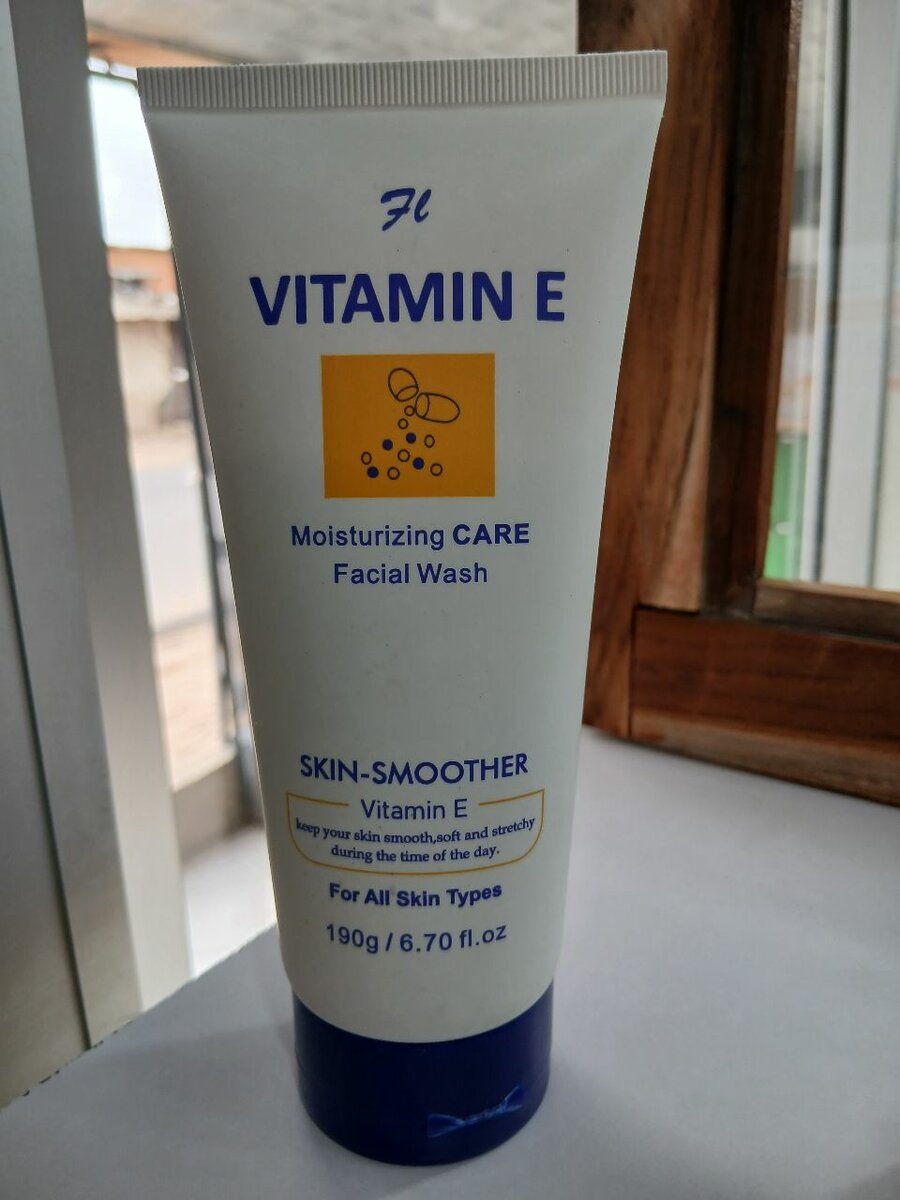 Fl
VITAMIN E
Moisturizing CARE
Facial Wash
SKIN-SMOOTHER
Vitamin E
keep your skin smooth,soft and stretchy
during the time of the day.
For All Skin Types
190g / 6.70 fl.oz